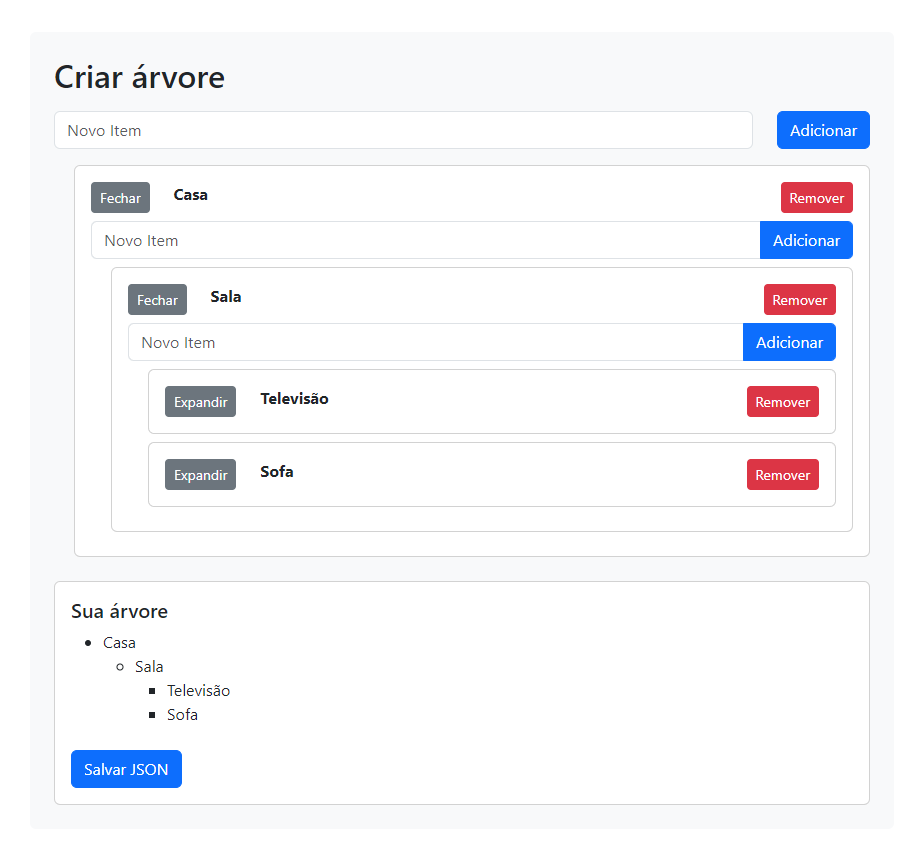 Criar árvore
Novo Item Adicionar
Fechar Casa Remover
Novo Item Adicionar
Fechar Sala Remover
Novo Item Adicionar
Expandir Televisão Remover
Expandir Sofa Remover
Sua árvore
Casa
Sala
Televisão
Sofa
Salvar JSON